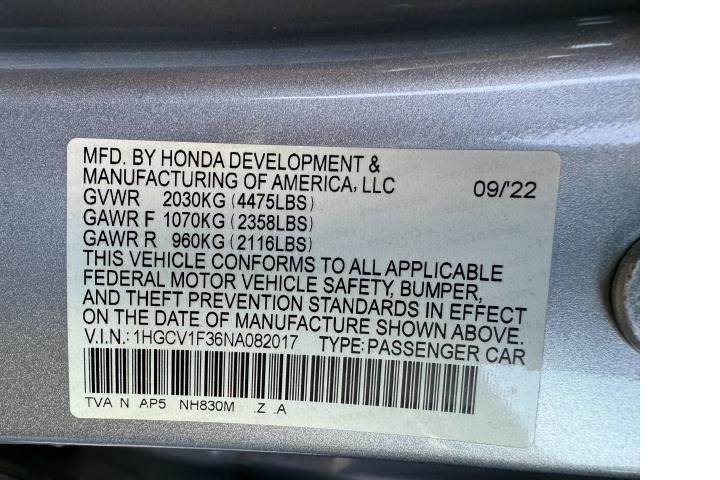 MFD. BY HONDA DEVELOPMENT &
MANUFACTURING OF AMERICA, LLC 09/'22
GVWR 2030KG (4475LBS)
GAWR F 1070KG (2358LBS)
GAWR R 960KG (2116LBS)
THIS VEHICLE CONFORMS TO ALL APPLICABLE
FEDERAL MOTOR VEHICLE SAFETY, BUMPER,
AND THEFT PREVENTION STANDARDS IN EFFECT
ON THE DATE OF MANUFACTURE SHOWN ABOVE.
V.I.N.: 1HGCV1F36NA082017 TYPE:PASSENGER CAR
TVA N AP5 NH830M .Z .A